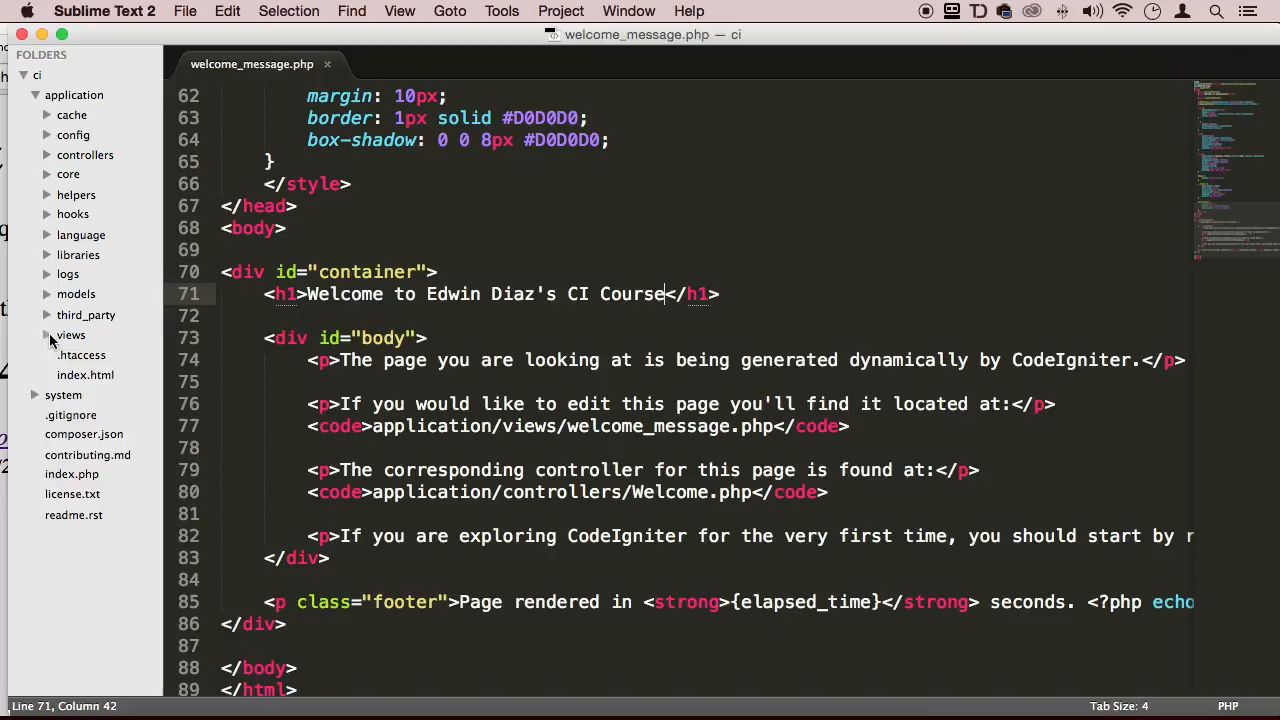 Sublime Text 2 File Edit Selection Find View Goto Tools Project Window Help
welcome_message.php — ci
FOLDERS
ci
application
cache
config
controllers
core
helpers
hooks
language
libraries
logs
models
third_party
views
.htaccess
index.html
system
.gitignore
composer.json
contributing.md
index.php
license.txt
readme.rst
welcome_message.php ×
62 margin: 10px;
63 border: 1px solid #D0D0D0;
64 box-shadow: 0 0 8px #D0D0D0;
65 }
66 </style>
67 </head>
68 <body>
69
70 <div id="container">
71 <h1>Welcome to Edwin Diaz's CI Course</h1>
72
73 <div id="body">
74 <p>The page you are looking at is being generated dynamically by CodeIgniter.</p>
75
76 <p>If you would like to edit this page you'll find it located at:</p>
77 <code>application/views/welcome_message.php</code>
78
79 <p>The corresponding controller for this page is found at:</p>
80 <code>application/controllers/Welcome.php</code>
81
82 <p>If you are exploring CodeIgniter for the very first time, you should start by r
83 </div>
84
85 <p class="footer">Page rendered in <strong>{elapsed_time}</strong> seconds. <?php echo
86 </div>
87
88 </body>
89 </html>
Line 71, Column 42 Tab Size: 4 PHP